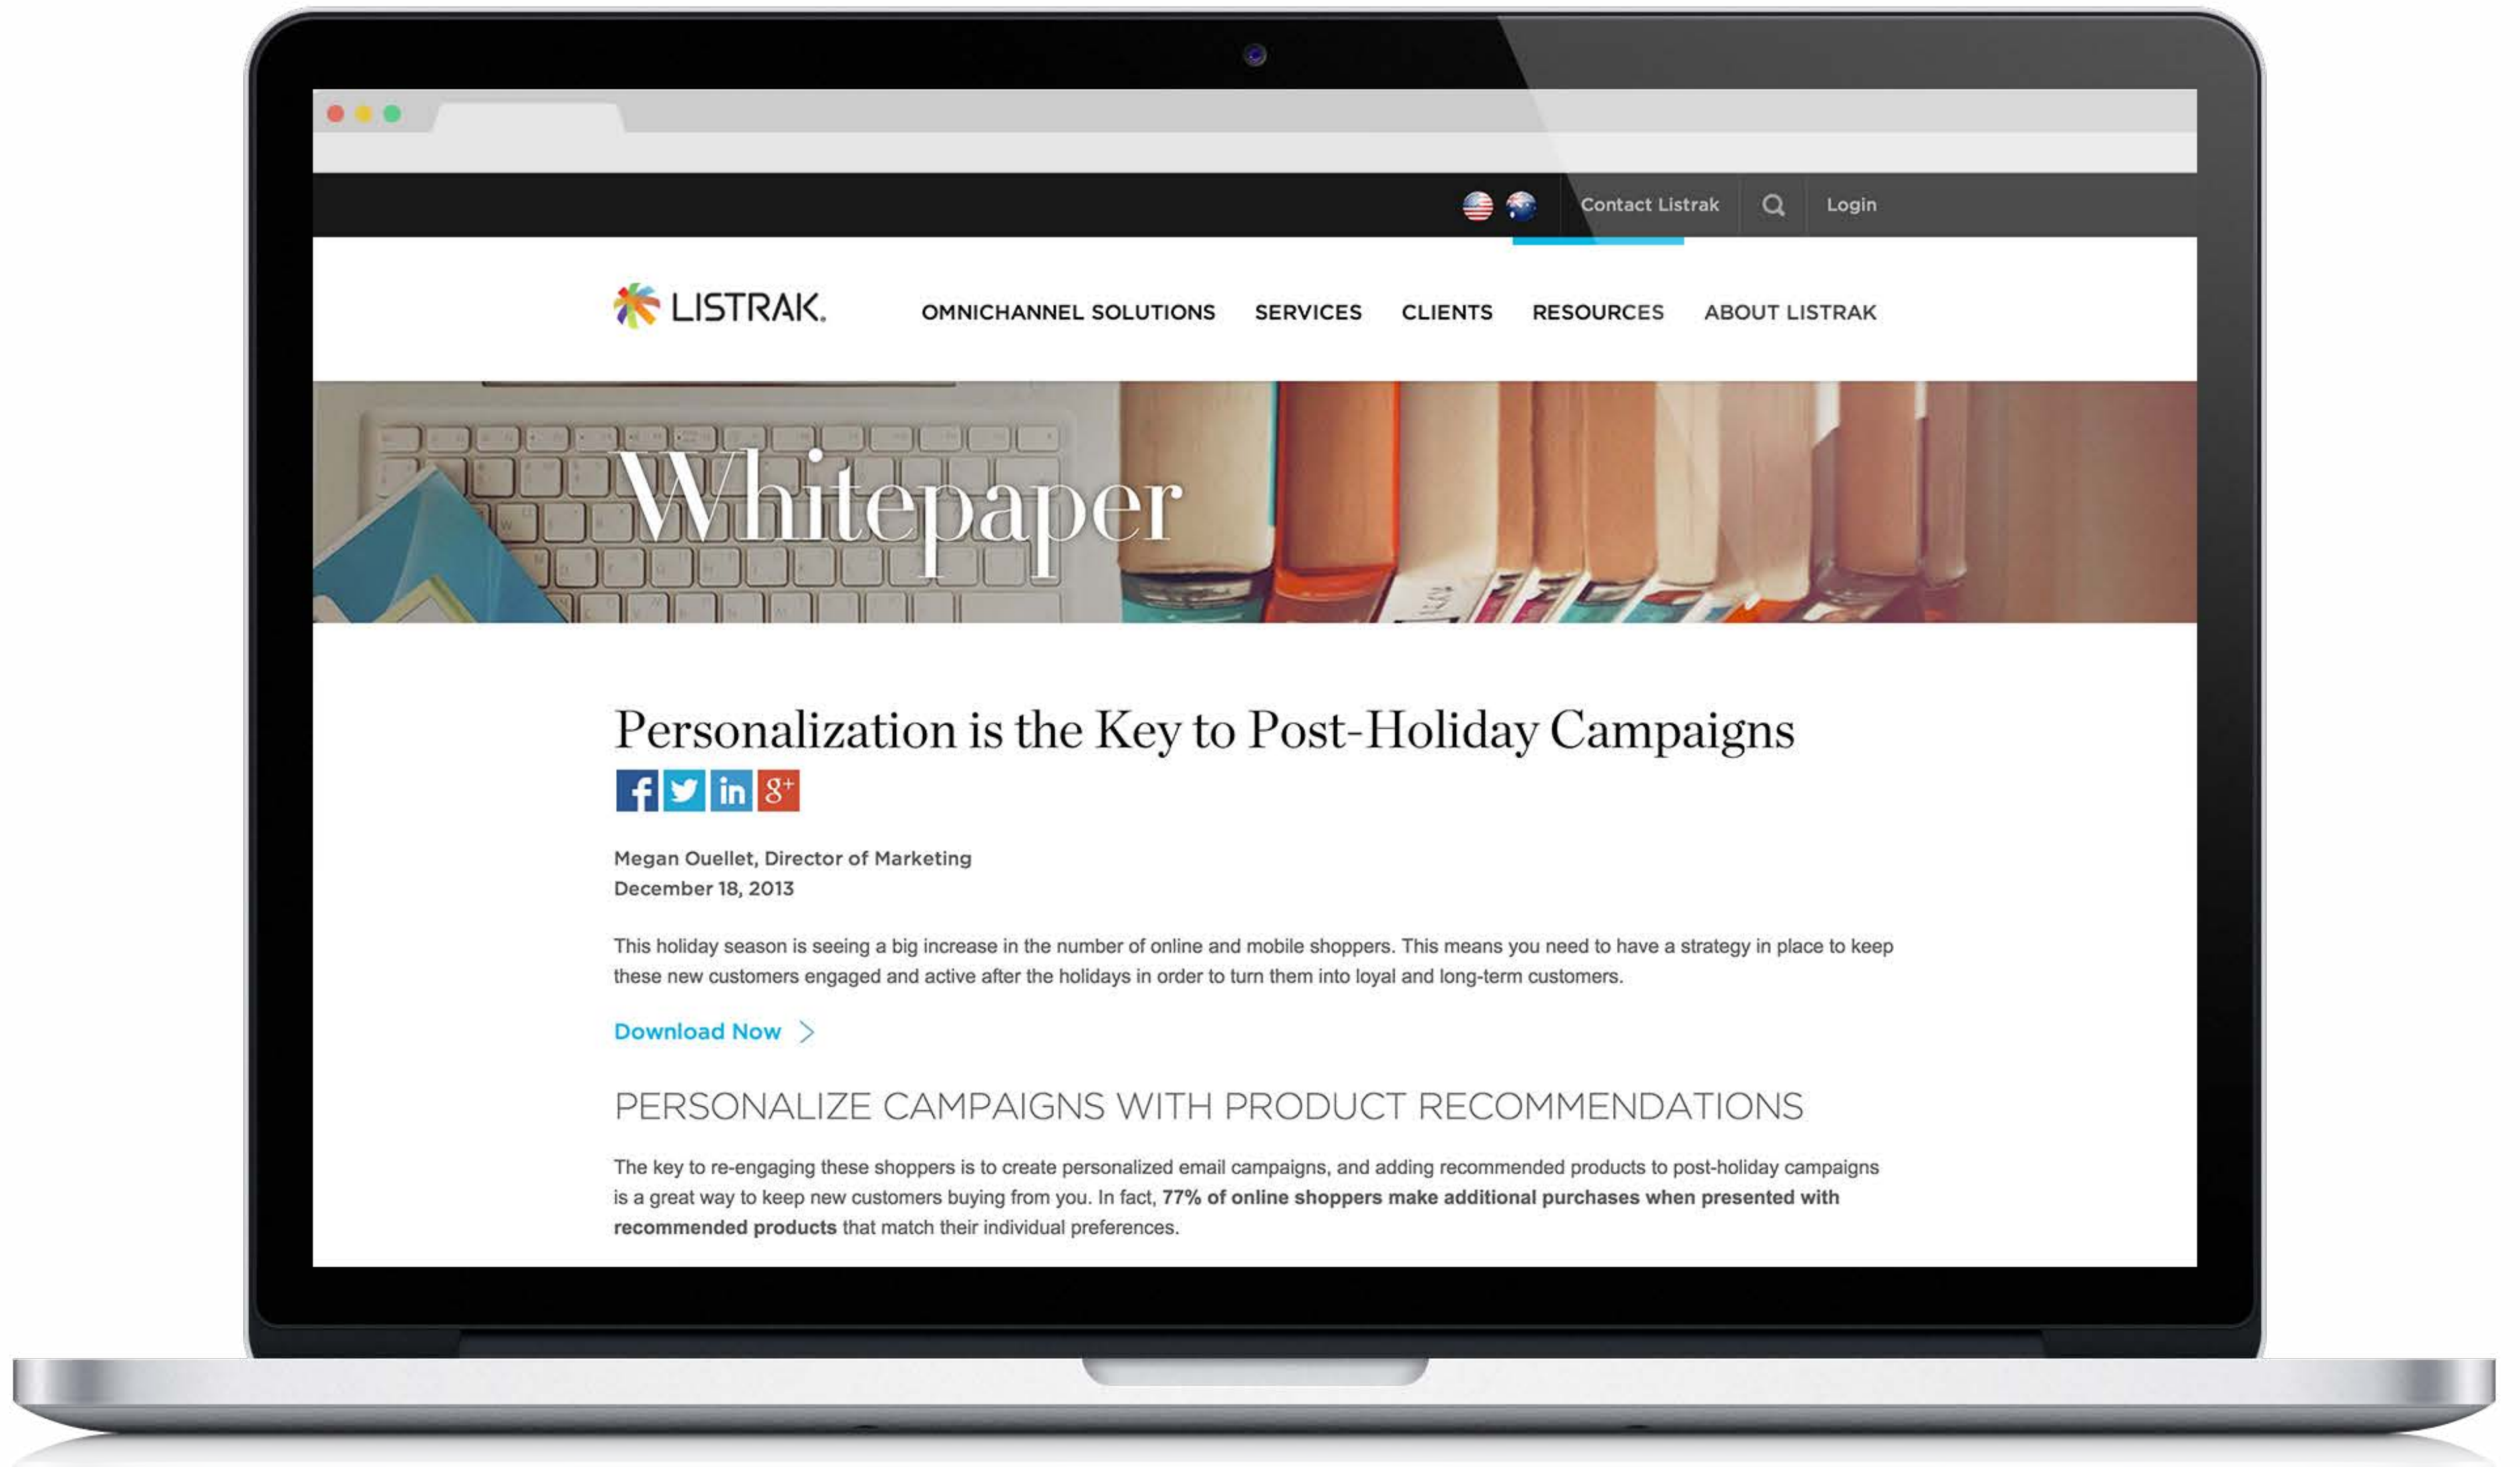 Contact Listrak
Login
LISTRAK®
OMNICHANNEL SOLUTIONS
SERVICES
CLIENTS
RESOURCES
ABOUT LISTRAK
Whitepaper
Personalization is the Key to Post-Holiday Campaigns
f in g+
Megan Ouellet, Director of Marketing
December 18, 2013
This holiday season is seeing a big increase in the number of online and mobile shoppers. This means you need to have a strategy in place to keep
these new customers engaged and active after the holidays in order to turn them into loyal and long-term customers.
Download Now
PERSONALIZE CAMPAIGNS WITH PRODUCT RECOMMENDATIONS
The key to re-engaging these shoppers is to create personalized email campaigns, and adding recommended products to post-holiday campaigns
is a great way to keep new customers buying from you. In fact, 77% of online shoppers make additional purchases when presented with
recommended products that match their individual preferences.